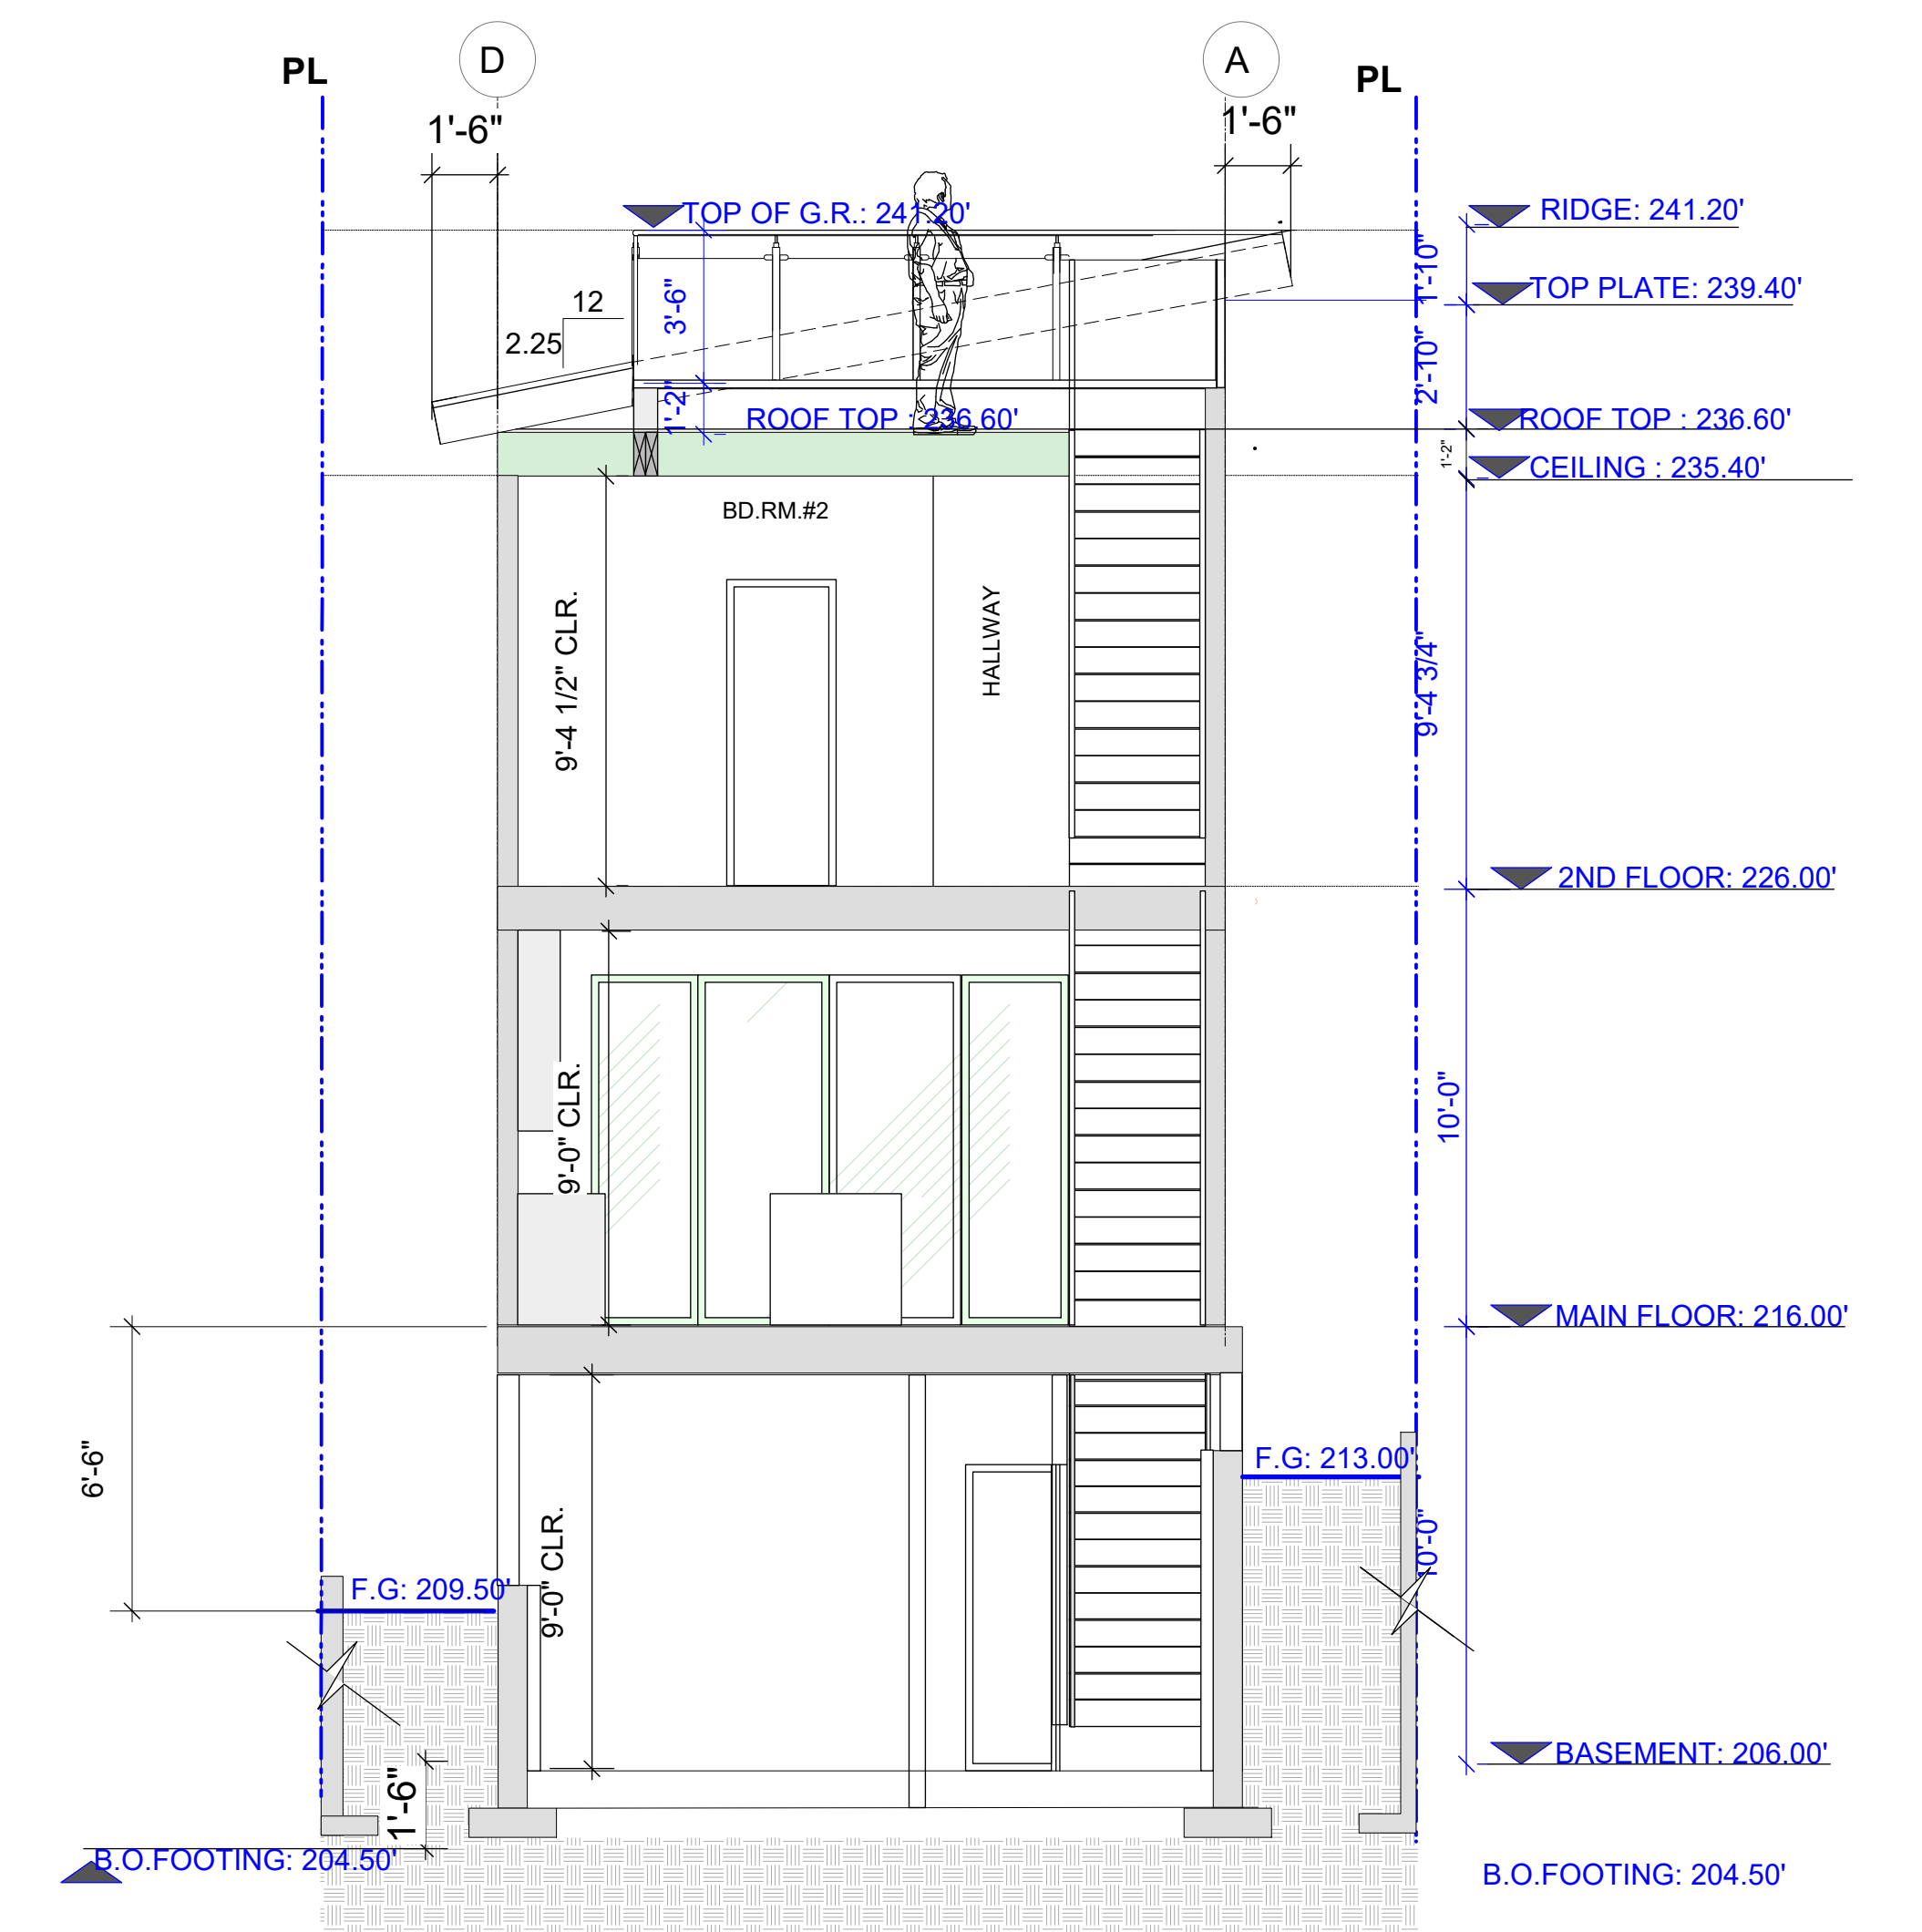 D
A
PL
PL
1'-6"
1'-6"
TOP OF G.R.: 241.20'
RIDGE: 241.20'
1'-10"
TOP PLATE: 239.40'
12
2.25
3'-6"
2'-10"
1'-2"
ROOF TOP : 236.60'
ROOF TOP : 236.60'
1'-2"
CEILING : 235.40'
BD.RM.#2
HALLWAY
9'-4 1/2" CLR.
9'-4 3/4"
2ND FLOOR: 226.00'
9'-0" CLR.
10'-0"
MAIN FLOOR: 216.00'
6'-6"
F.G: 213.00'
10'-0"
F.G: 209.50'
9'-0" CLR.
BASEMENT: 206.00'
1'-6"
B.O.FOOTING: 204.50'
B.O.FOOTING: 204.50'